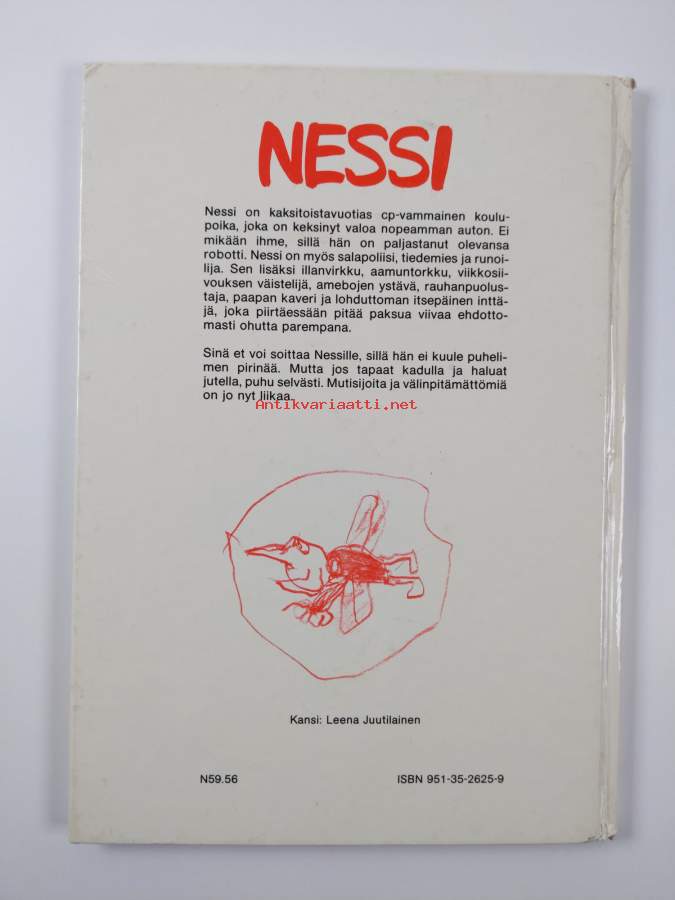 NESSI
Nessi on kaksitoistavuotias cp-vammainen koulu-
poika, joka on keksinyt valoa nopeamman auton. Ei
mikään ihme, sillä hän on paljastanut olevansa
robotti. Nessi on myös salapoliisi, tiedemies ja runoi-
lija. Sen lisäksi illanvirkku, aamuntorkku, viikkosii-
vouksen väistelijä, amebojen ystävä, rauhanpuolus-
taja, paapan kaveri ja lohduttoman itsepäinen inttä-
jä, joka piirtäessään pitää paksua viivaa ehdotto-
masti ohutta parempana.
Sinä et voi soittaa Nessille, sillä hän ei kuule puheli-
men pirinää. Mutta jos tapaat kadulla ja haluat
jutella, puhu selvästi. Mutisijoita ja välinpitämättömiä
on jo nyt liikaa.
Antikvariaatti.net
Kansi: Leena Juutilainen
N59.56 ISBN 951-35-2625-9